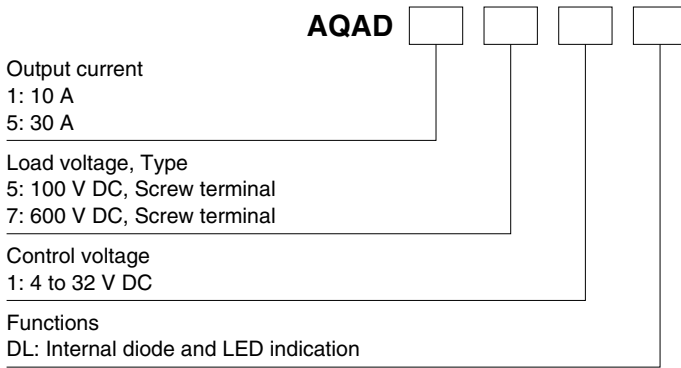 AQAD
Output current
1: 10 A
5: 30 A
Load voltage, Type
5: 100 V DC, Screw terminal
7: 600 V DC, Screw terminal
Control voltage
1: 4 to 32 V DC
Functions
DL: Internal diode and LED indication